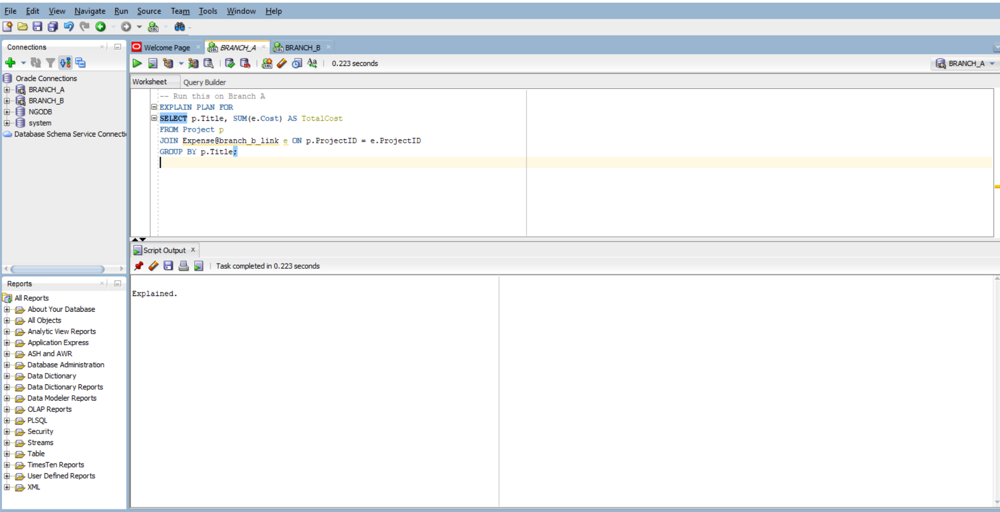 File Edit View Navigate Run Source Team Tools Window Help
Connections
Oracle Connections
BRANCH_A
BRANCH_B
NGODB
system
Database Schema Service Connecti
Reports
All Reports
About Your Database
All Objects
Analytic View Reports
Application Express
ASH and AWR
Database Administration
Data Dictionary
Data Dictionary Reports
Data Modeler Reports
OLAP Reports
PLSQL
Security
Streams
Table
TimesTen Reports
User Defined Reports
XML
Welcome Page BRANCH_A BRANCH_B
0.223 seconds
BRANCH_A
Worksheet Query Builder
-- Run this on Branch A
EXPLAIN PLAN FOR
SELECT p.Title, SUM(e.Cost) AS TotalCost
FROM Project p
JOIN Expense@branch_b_link e ON p.ProjectID = e.ProjectID
GROUP BY p.Title;
Script Output x
Task completed in 0.223 seconds
Explained.